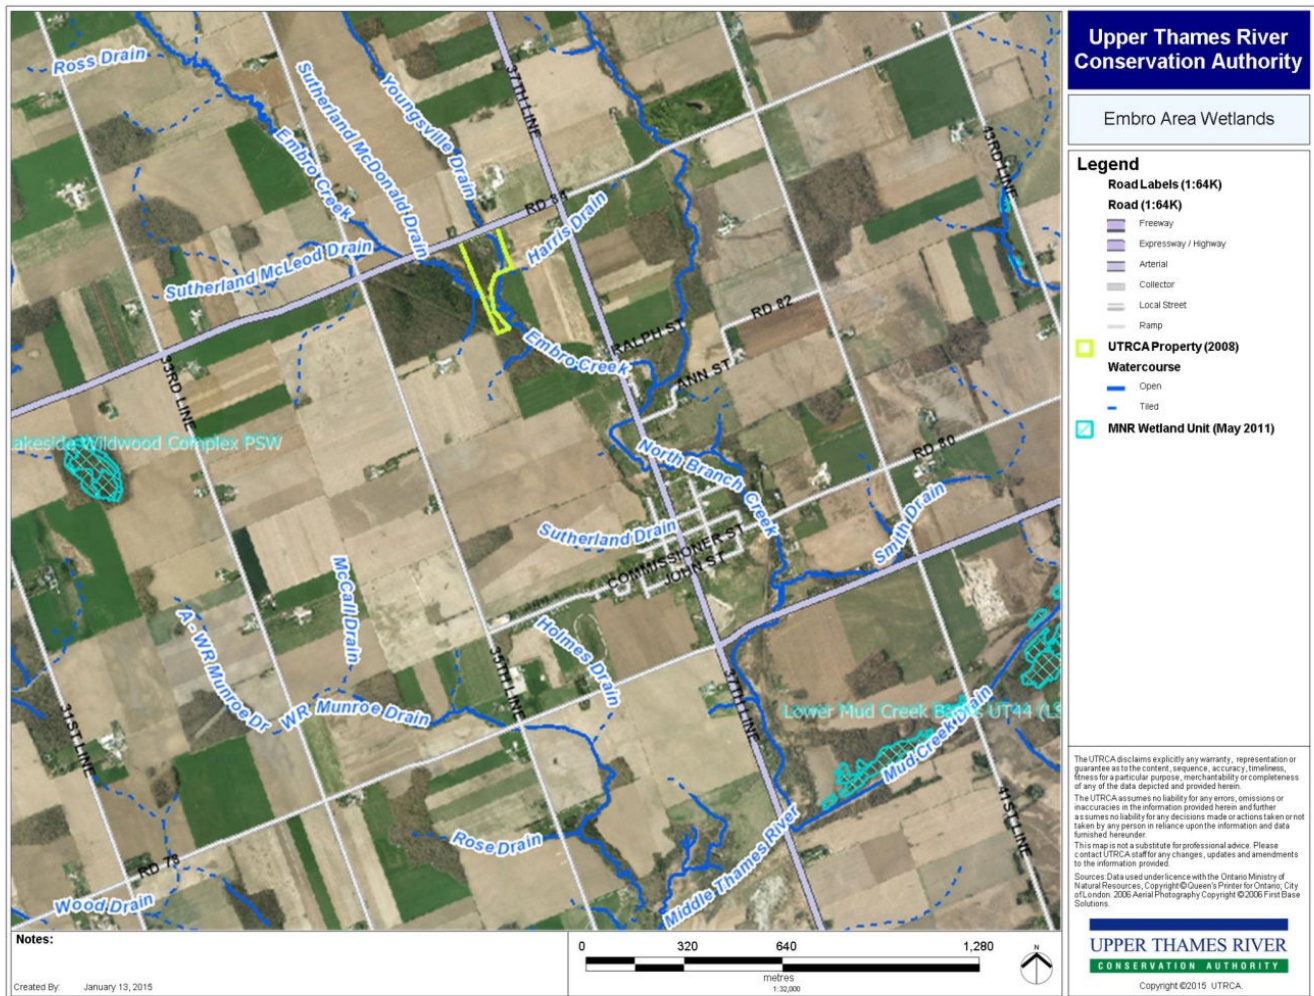 Upper Thames River
Conservation Authority
Embro Area Wetlands
Legend
Road Labels (1:64K)
Road (1:64K)
Freeway
Expressway / Highway
Arterial
Collector
Local Street
Ramp
UTRCA Property (2008)
Watercourse
Open
Tiled
MNR Wetland Unit (May 2011)
Ross Drain
Embro Creek
Sutherland McDonald Drain
Youngsville Drain
37TH LINE
43RD LINE
RD 84
Harris Drain
Sutherland McLeod Drain
33RD LINE
Embro Creek
RALPH ST
RD 82
ANN ST
akeside Wildwood Complex PSW
North Branch Creek
RD 80
Sutherland Drain
COMMISSIONER ST
JOHN ST
Smith Drain
McCall Drain
A - WR Munroe Dr
WR Munroe Drain
Holmes Drain
35TH LINE
37TH LINE
31ST LINE
Lower Mud Creek UT44 (LS
Mud Creek Drain
41ST LINE
Rose Drain
Middle Thames River
RD 78
Wood Drain
The UTRCA disclaims explicitly any warranty, representation or
guarantee as to the content, sequence, accuracy, timeliness,
fitness for a particular purpose, merchantability or completeness
of any of the data depicted and provided herein.
The UTRCA assumes no liability for any errors, omissions or
inaccuracies in the information provided herein and further
assumes no liability for any decisions made or actions taken or not
taken by any person in reliance upon the information and data
furnished hereunder.
This map is not a substitute for professional advice. Please
contact UTRCA staff for any changes, updates and amendments
to the information provided.
Sources: Data used under licence with the Ontario Ministry of
Natural Resources, Copyright © Queen's Printer for Ontario; City
of London. 2006 Aerial Photography Copyright © 2006 First Base
Solutions.
UPPER THAMES RIVER
CONSERVATION AUTHORITY
Copyright ©2015 UTRCA.
Notes:
Created By: January 13, 2015
0 320 640 1,280
metres
1:32,000
N